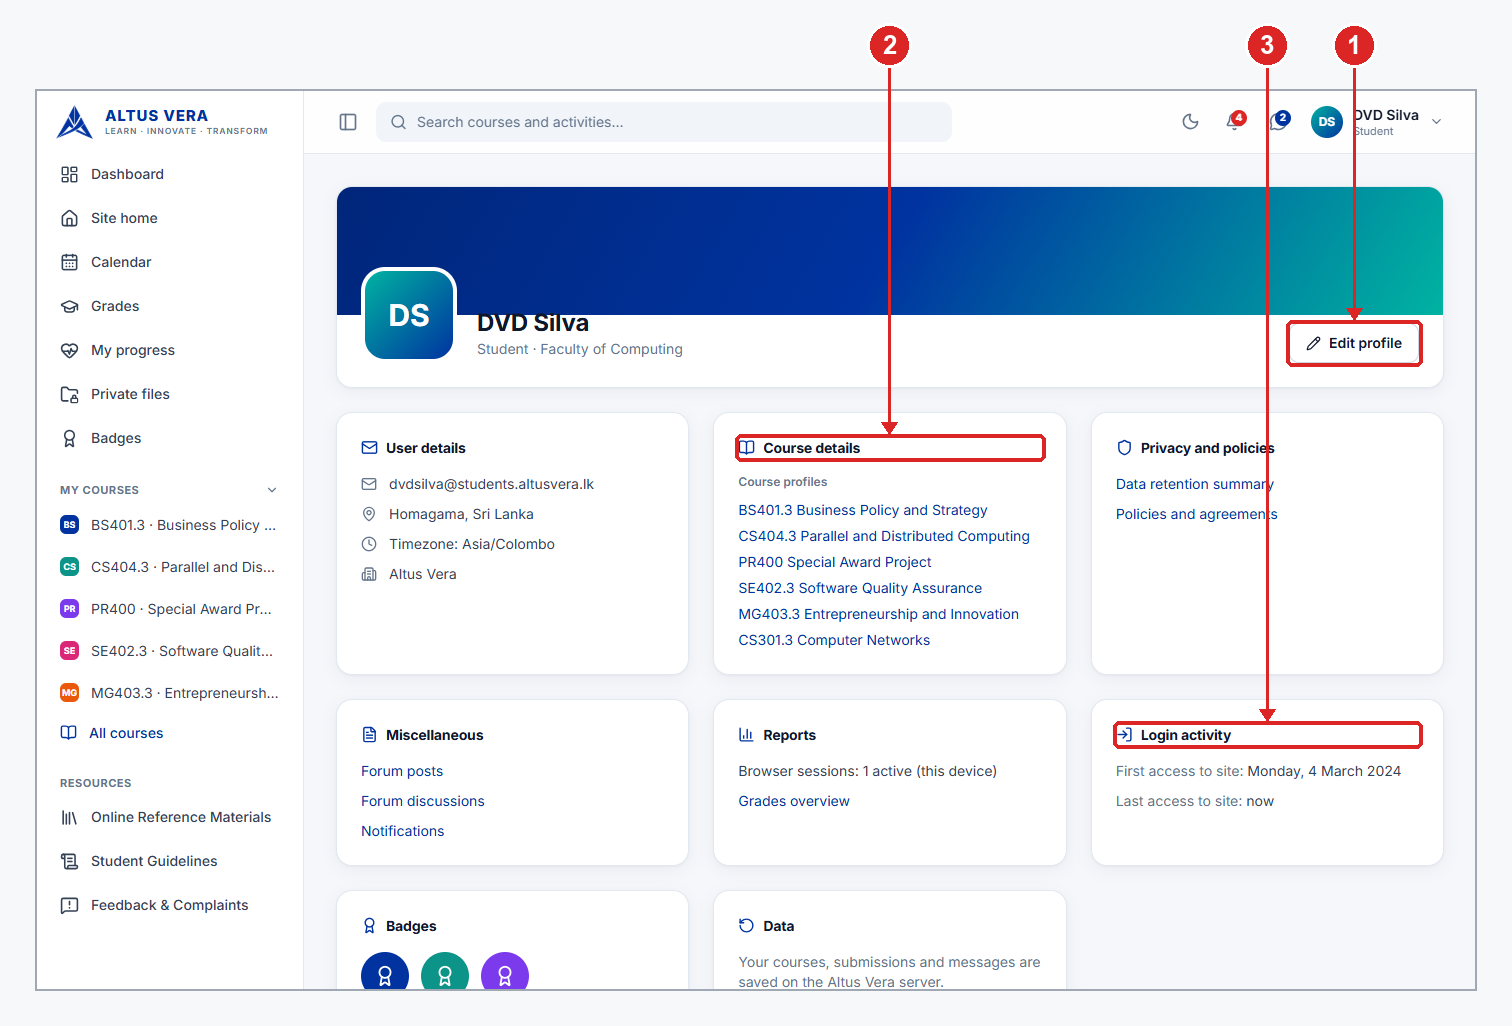 2
3
1
ALTUS VERA
LEARN · INNOVATE · TRANSFORM
Search courses and activities...
4
2
DS
DVD Silva
Student
Dashboard
Site home
Calendar
Grades
My progress
Private files
Badges
MY COURSES
BS BS401.3 · Business Policy ...
CS CS404.3 · Parallel and Dis...
PR PR400 · Special Award Pr...
SE SE402.3 · Software Qualit...
MG MG403.3 · Entrepreneursh...
All courses
RESOURCES
Online Reference Materials
Student Guidelines
Feedback & Complaints
DS
DVD Silva
Student · Faculty of Computing
Edit profile
User details
dvdsilva@students.altusvera.lk
Homagama, Sri Lanka
Timezone: Asia/Colombo
Altus Vera
Course details
Course profiles
BS401.3 Business Policy and Strategy
CS404.3 Parallel and Distributed Computing
PR400 Special Award Project
SE402.3 Software Quality Assurance
MG403.3 Entrepreneurship and Innovation
CS301.3 Computer Networks
Privacy and policies
Data retention summary
Policies and agreements
Miscellaneous
Forum posts
Forum discussions
Notifications
Reports
Browser sessions: 1 active (this device)
Grades overview
Login activity
First access to site: Monday, 4 March 2024
Last access to site: now
Badges
Data
Your courses, submissions and messages are
saved on the Altus Vera server.